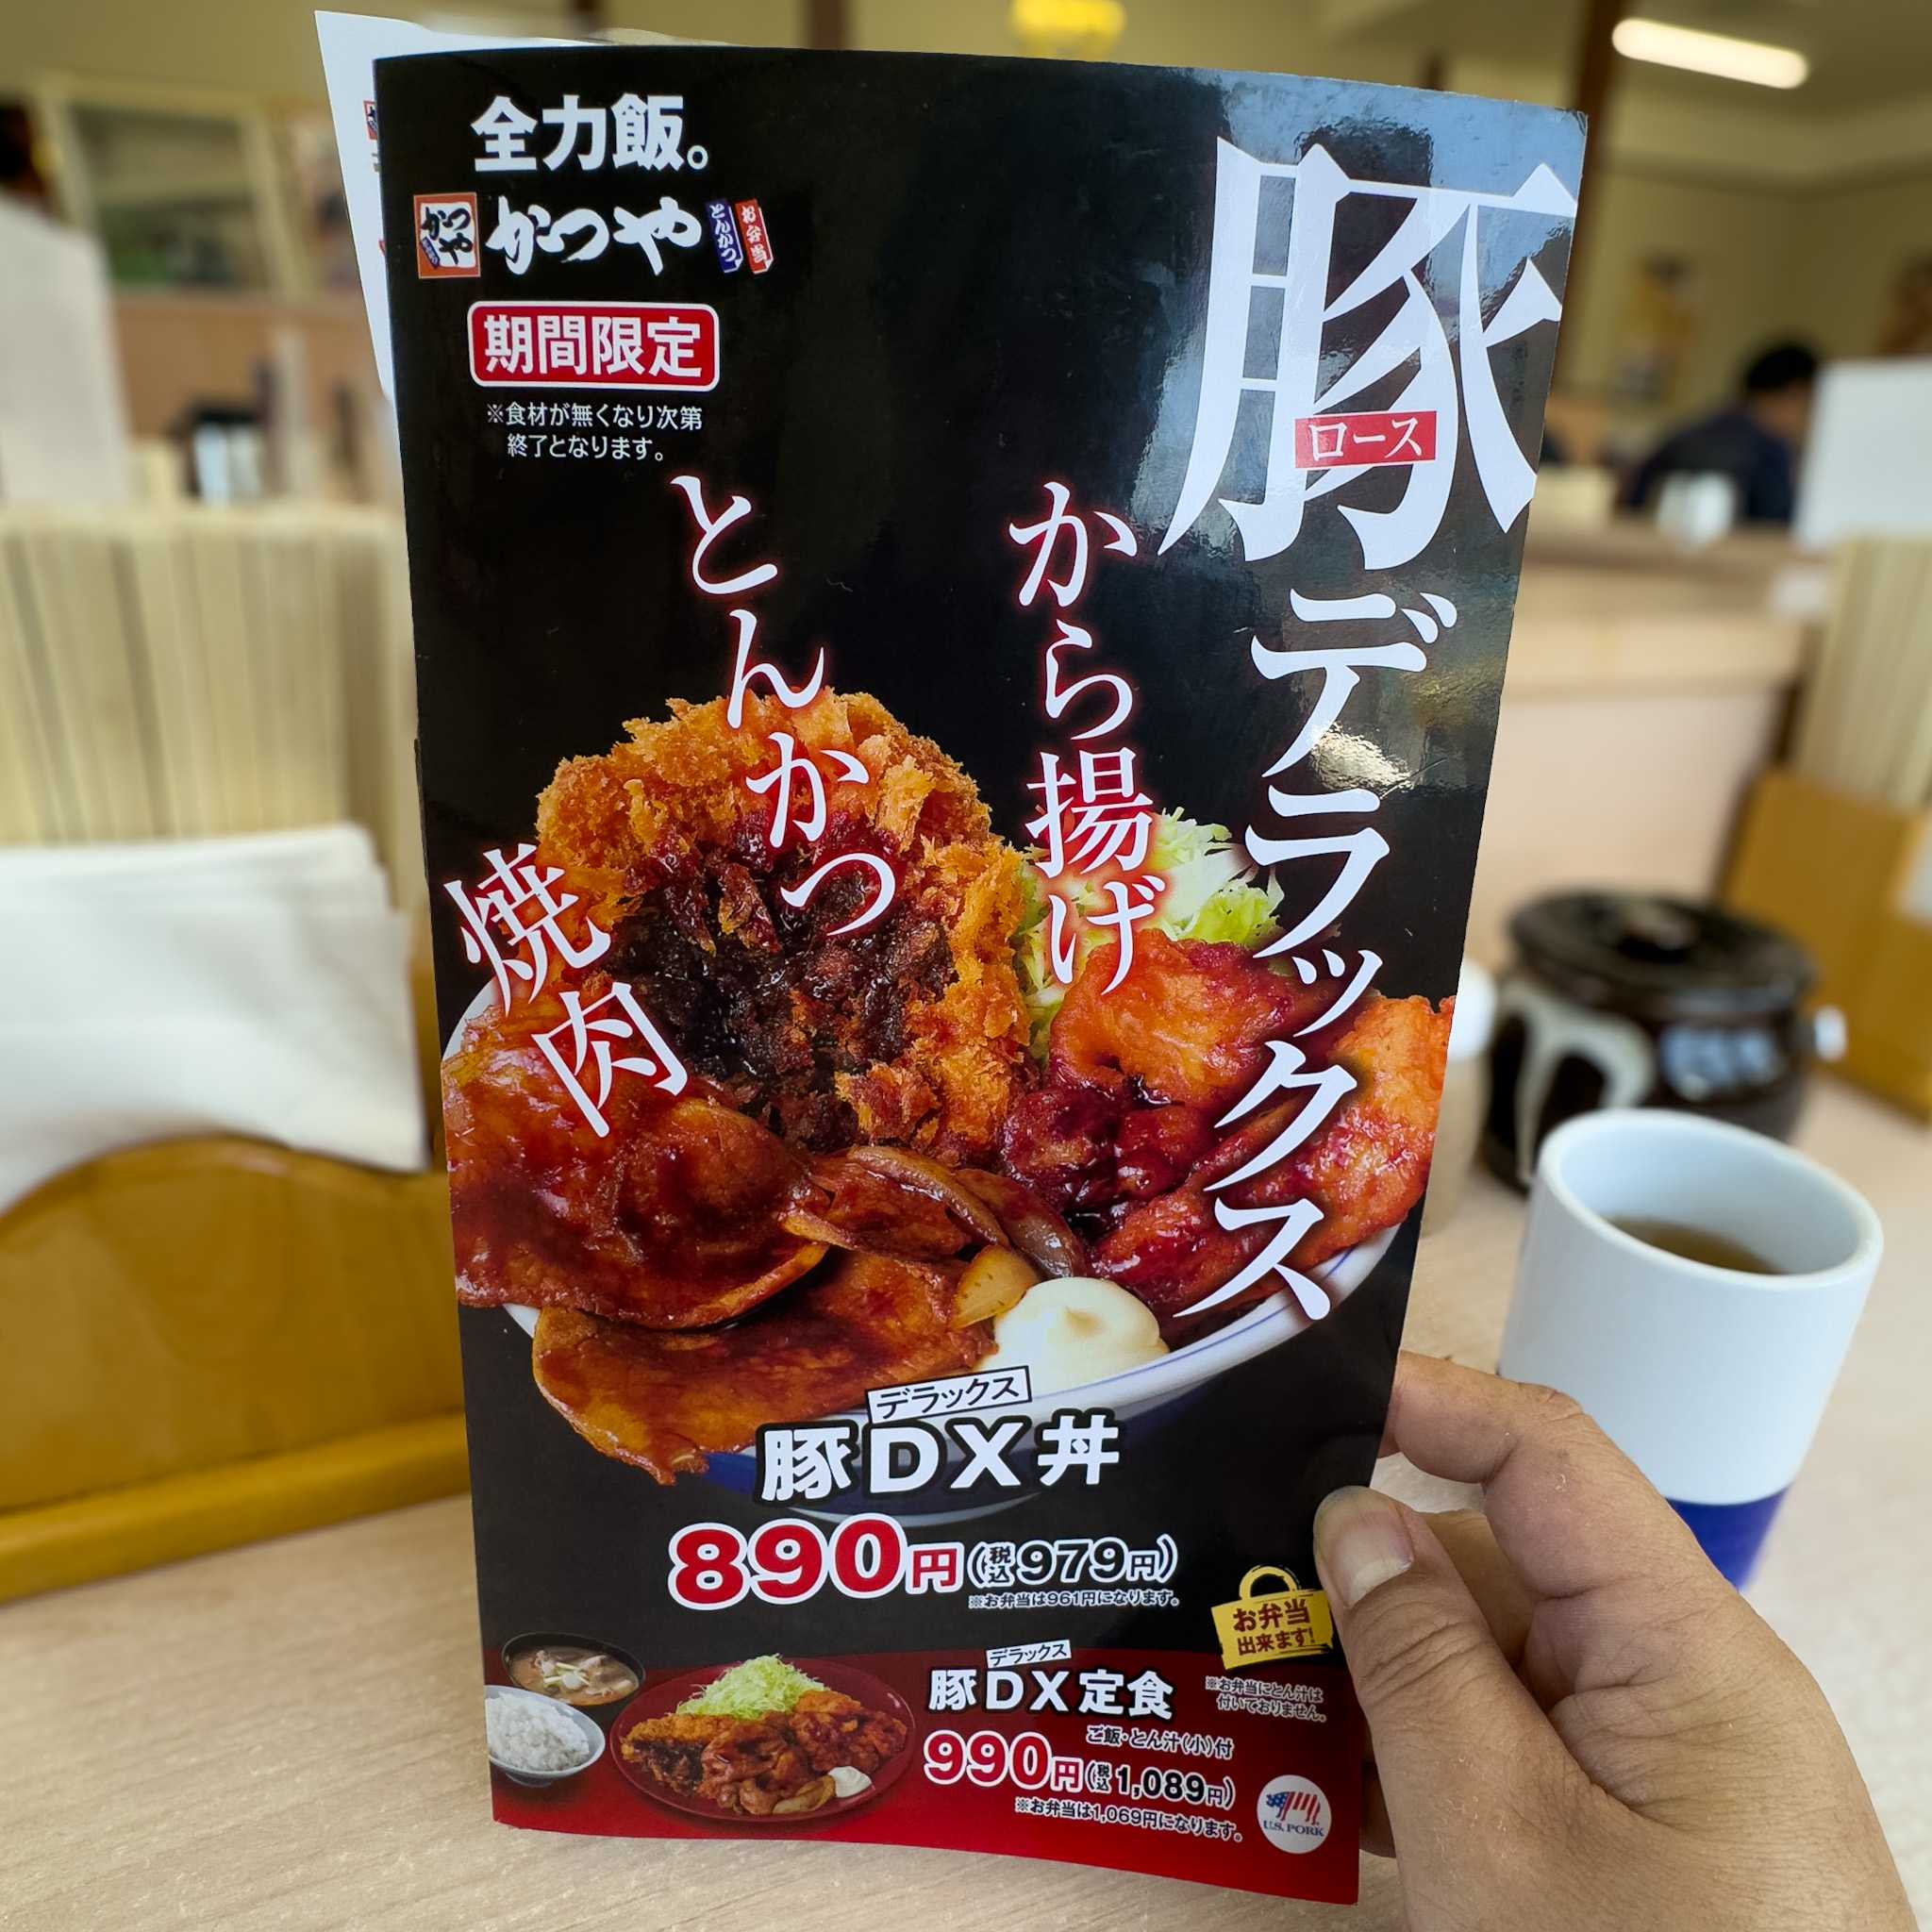 全力飯。
かつや
かつや
とんかつ
お弁当
期間限定
※食材が無くなり次第
終了となります。
豚デラックス
ロース
から揚げ
とんかつ
焼肉
デラックス
豚DX丼
890円(税込979円)
※お弁当は961円になります。
お弁当
出来ます!
※お弁当にとん汁は
付いておりません。
デラックス
豚DX定食
ご飯・とん汁(小)付
990円(税込1,089円)
※お弁当は1,069円になります。
U.S. PORK